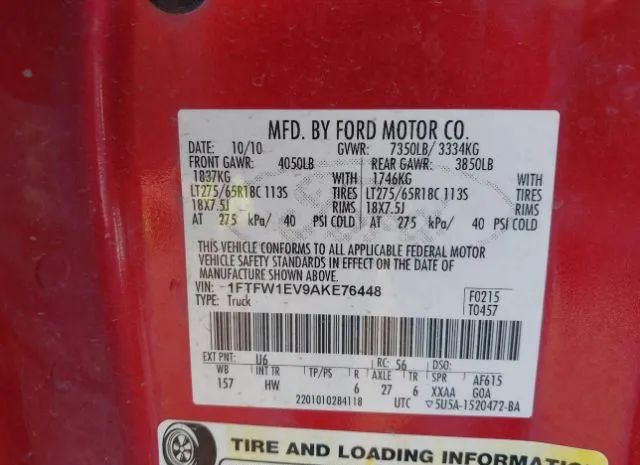 MFD. BY FORD MOTOR CO.
DATE: 10/10 GVWR: 7350LB/ 3334KG
FRONT GAWR: 4050LB REAR GAWR: 3850LB
1837KG WITH 1746KG WITH
LT275/65R18C 113S TIRES LT275/65R18C 113S TIRES
18X7.5J RIMS 18X7.5J RIMS
AT 275 kPa/ 40 PSI COLD AT 275 kPa/ 40 PSI COLD
THIS VEHICLE CONFORMS TO ALL APPLICABLE FEDERAL MOTOR
VEHICLE SAFETY STANDARDS IN EFFECT ON THE DATE OF
MANUFACTURE SHOWN ABOVE.
VIN: 1FTFW1EV9AKE76448 F0215
TYPE: Truck T0457
EXT PNT: U6 RC: 56
WB INT TR TP/PS R AXLE TR SPR AF615
157 HW 6 27 6 XXAA GOA
2201010284118 UTC ▽5U5A-1520472-BA
TIRE AND LOADING INFORMATION